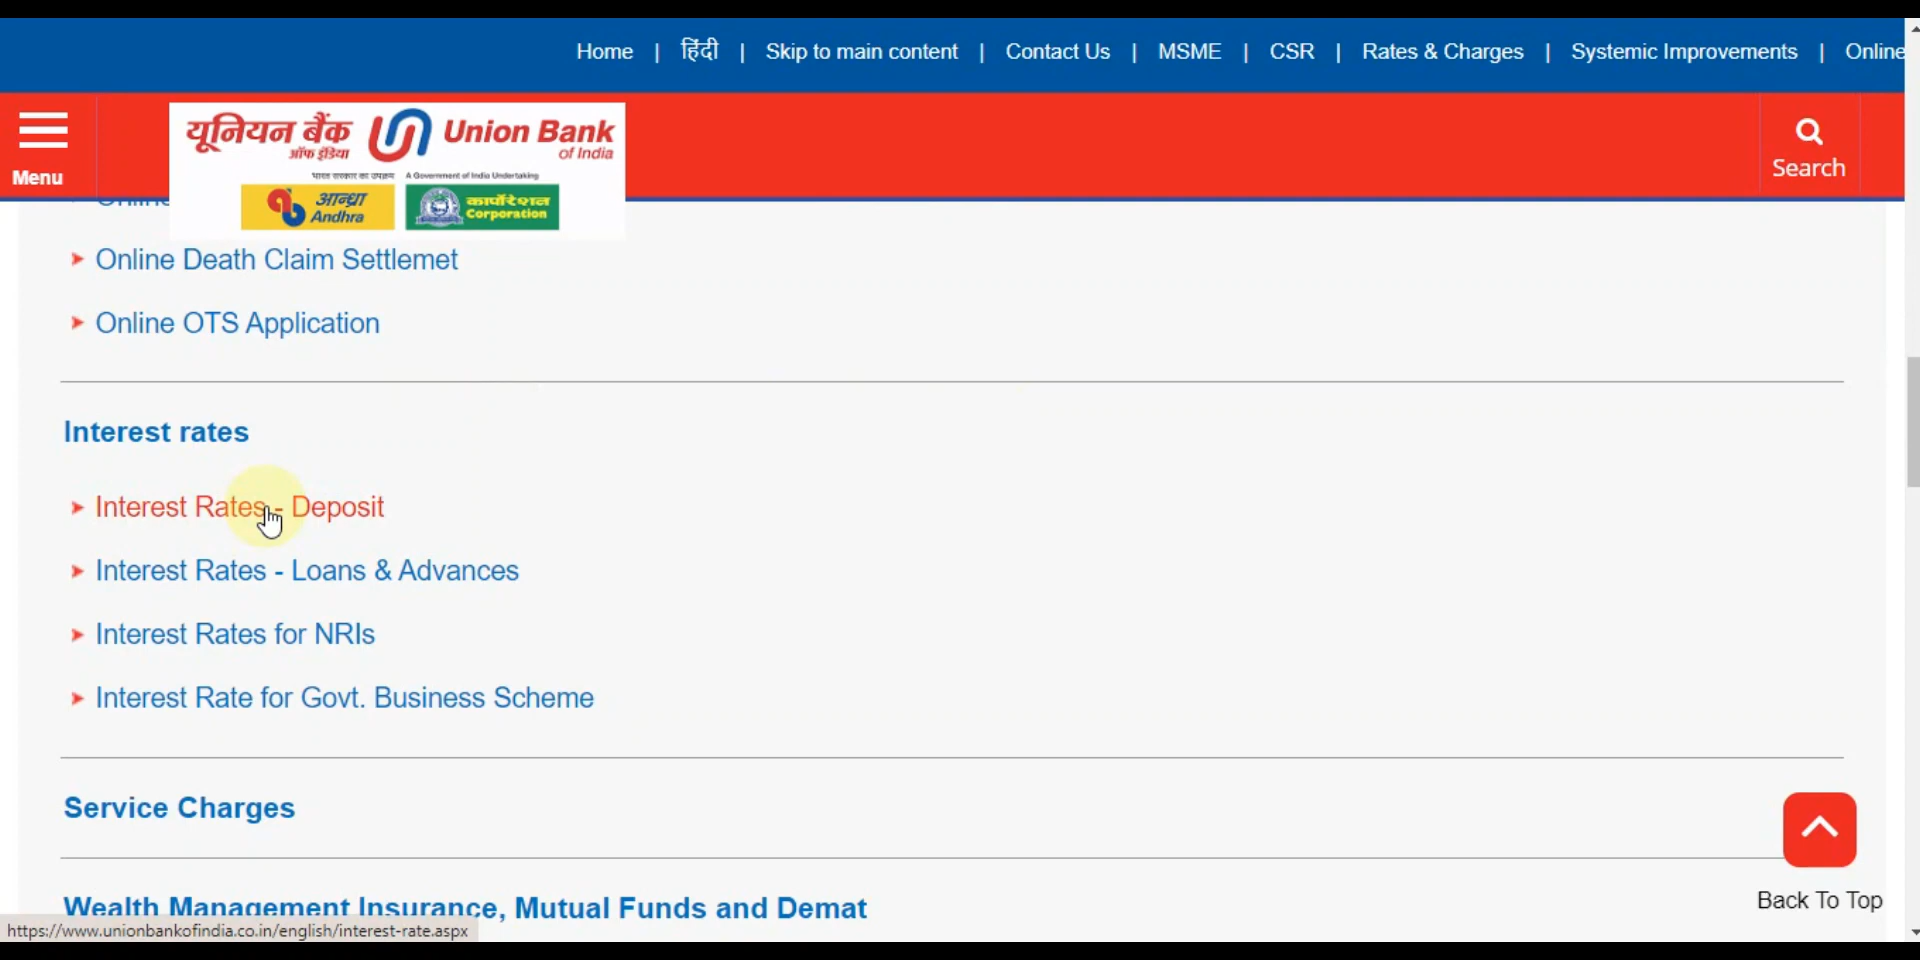 Home | हिंदी | Skip to main content | Contact Us | MSME | CSR | Rates & Charges | Systemic Improvements | Online
Menu
यूनियन बैंक
ऑफ इंडिया
Union Bank
of India
भारत सरकार का उपक्रम A Government of India Undertaking
आन्ध्रा
Andhra
कार्पोरेशन
Corporation
Search
Online
Online Death Claim Settlemet
Online OTS Application
Interest rates
Interest Rates - Deposit
Interest Rates - Loans & Advances
Interest Rates for NRIs
Interest Rate for Govt. Business Scheme
Service Charges
Wealth Management Insurance, Mutual Funds and Demat
Back To Top
https://www.unionbankofindia.co.in/english/interest-rate.aspx